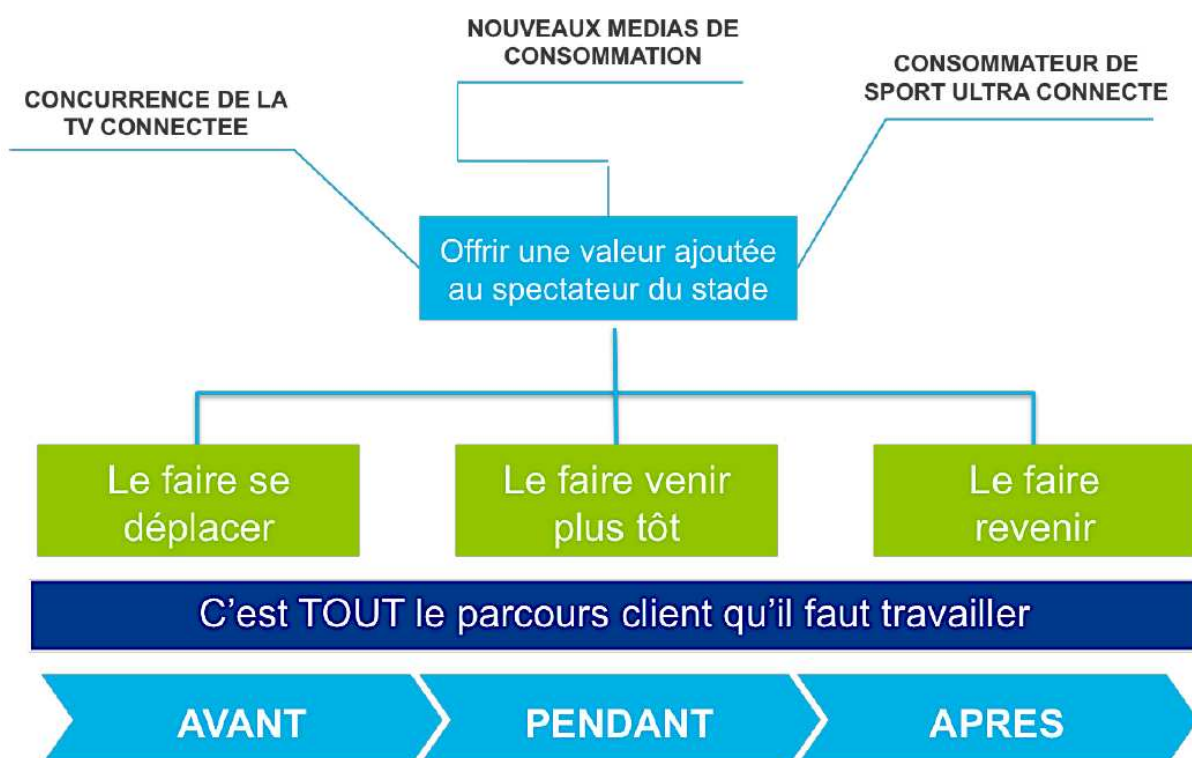 NOUVEAUX MEDIAS DE
CONSOMMATION
CONCURRENCE DE LA
TV CONNECTEE
CONSOMMATEUR DE
SPORT ULTRA CONNECTE
Offrir une valeur ajoutée
au spectateur du stade
Le faire se
déplacer
Le faire venir
plus tôt
Le faire
revenir
C'est TOUT le parcours client qu'il faut travailler
AVANT
PENDANT
APRES